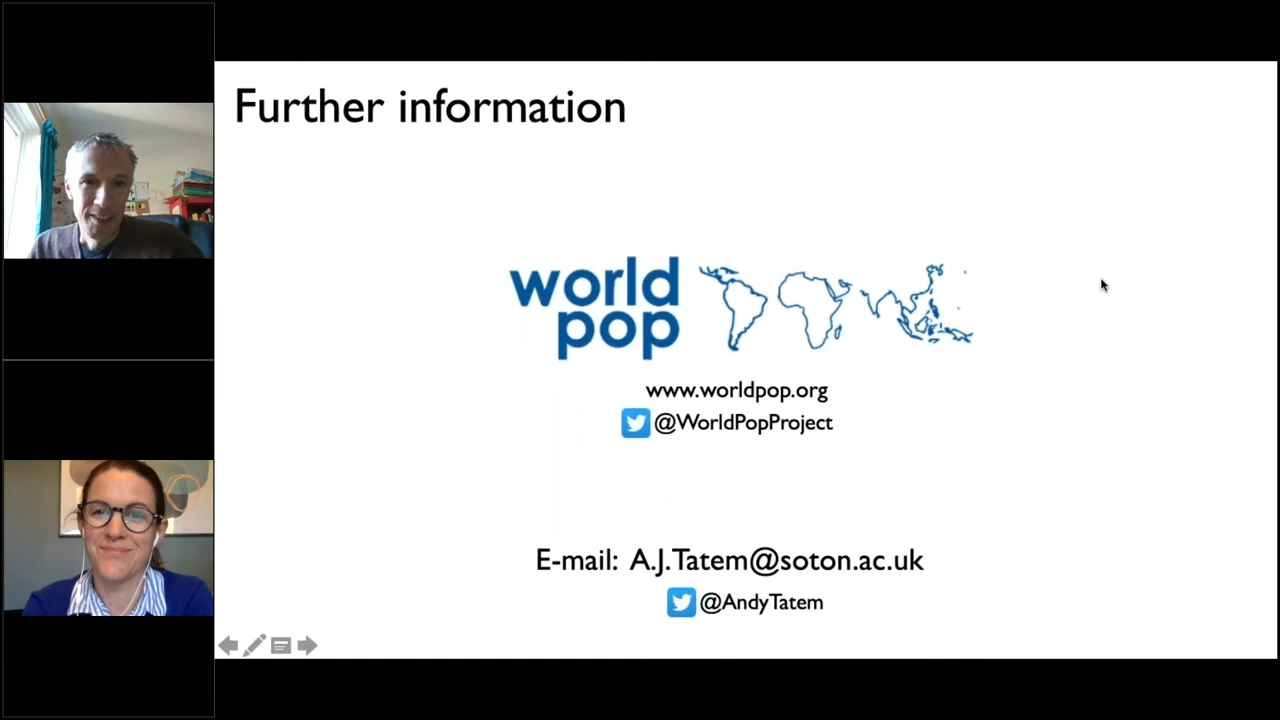 Further information
world
pop
www.worldpop.org
@WorldPopProject
E-mail: A.J.Tatem@soton.ac.uk
@AndyTatem